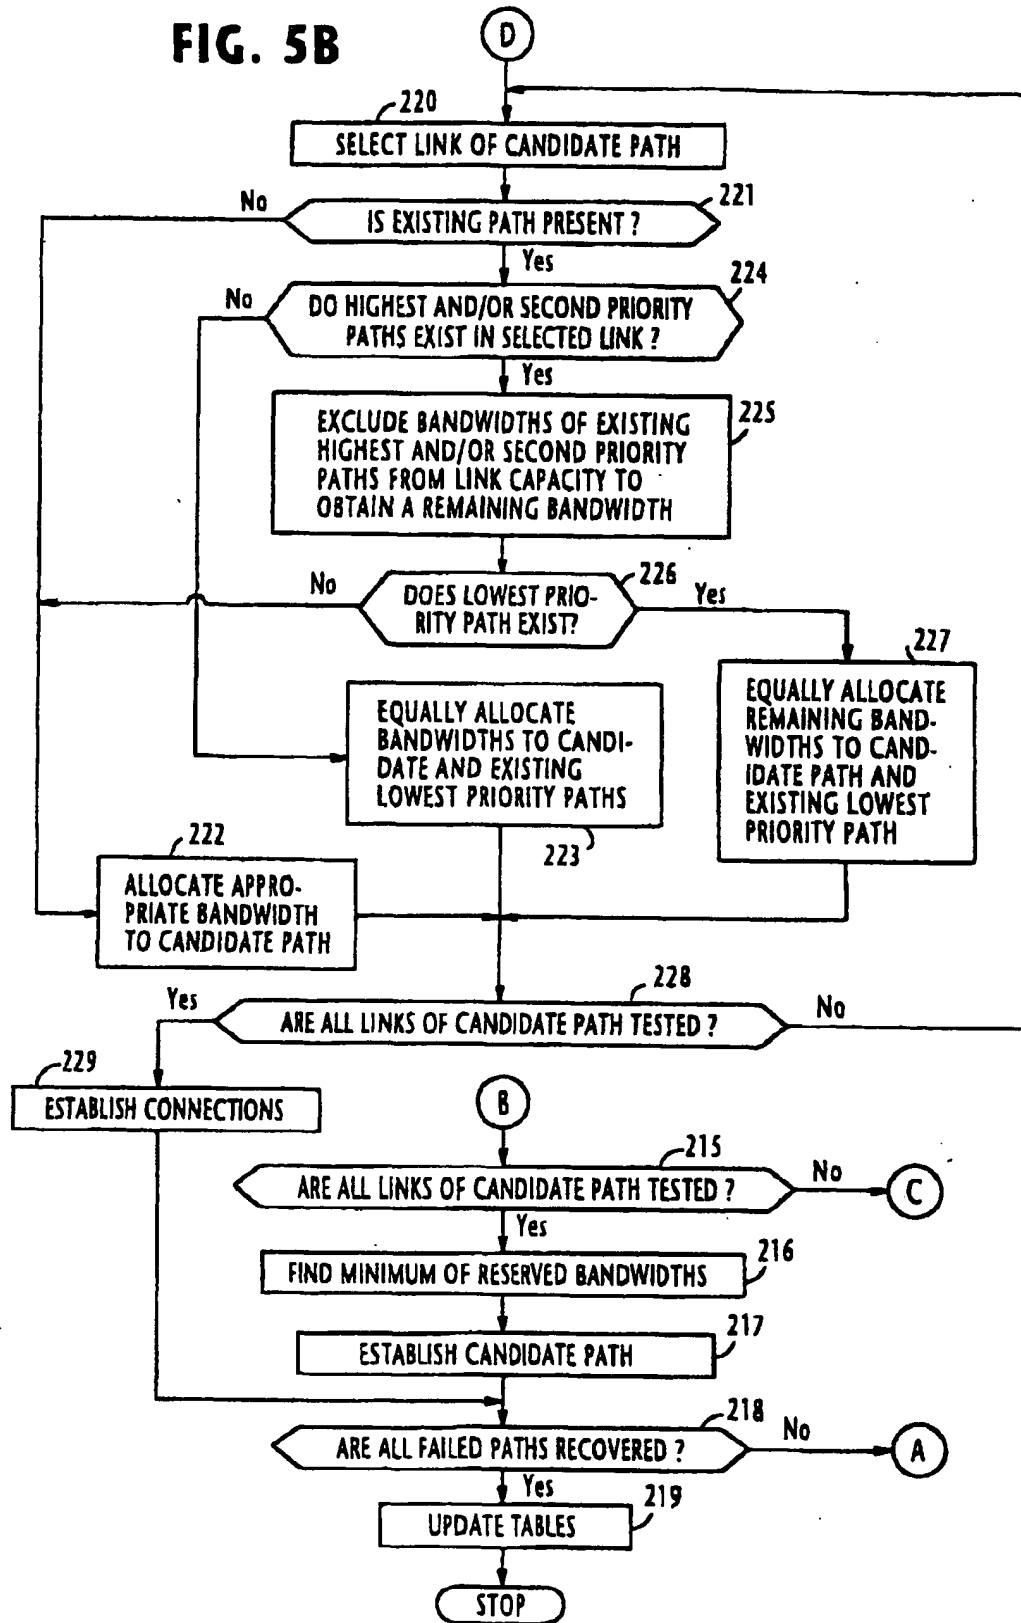 FIG. 5B
D
220
SELECT LINK OF CANDIDATE PATH
No
221
IS EXISTING PATH PRESENT ?
Yes
224
No
DO HIGHEST AND/OR SECOND PRIORITY
PATHS EXIST IN SELECTED LINK ?
Yes
225
EXCLUDE BANDWIDTHS OF EXISTING
HIGHEST AND/OR SECOND PRIORITY
PATHS FROM LINK CAPACITY TO
OBTAIN A REMAINING BANDWIDTH
No
226
DOES LOWEST PRIO-
RITY PATH EXIST?
Yes
227
EQUALLY ALLOCATE
REMAINING BAND-
WIDTHS TO CAND-
IDATE PATH AND
EXISTING LOWEST
PRIORITY PATH
EQUALLY ALLOCATE
BANDWIDTHS TO CANDI-
DATE AND EXISTING
LOWEST PRIORITY PATHS
223
222
ALLOCATE APPRO-
PRIATE BANDWIDTH
TO CANDIDATE PATH
228
Yes
ARE ALL LINKS OF CANDIDATE PATH TESTED ?
No
229
ESTABLISH CONNECTIONS
B
215
ARE ALL LINKS OF CANDIDATE PATH TESTED ?
No
C
Yes
216
FIND MINIMUM OF RESERVED BANDWIDTHS
217
ESTABLISH CANDIDATE PATH
218
ARE ALL FAILED PATHS RECOVERED ?
No
A
Yes
219
UPDATE TABLES
STOP